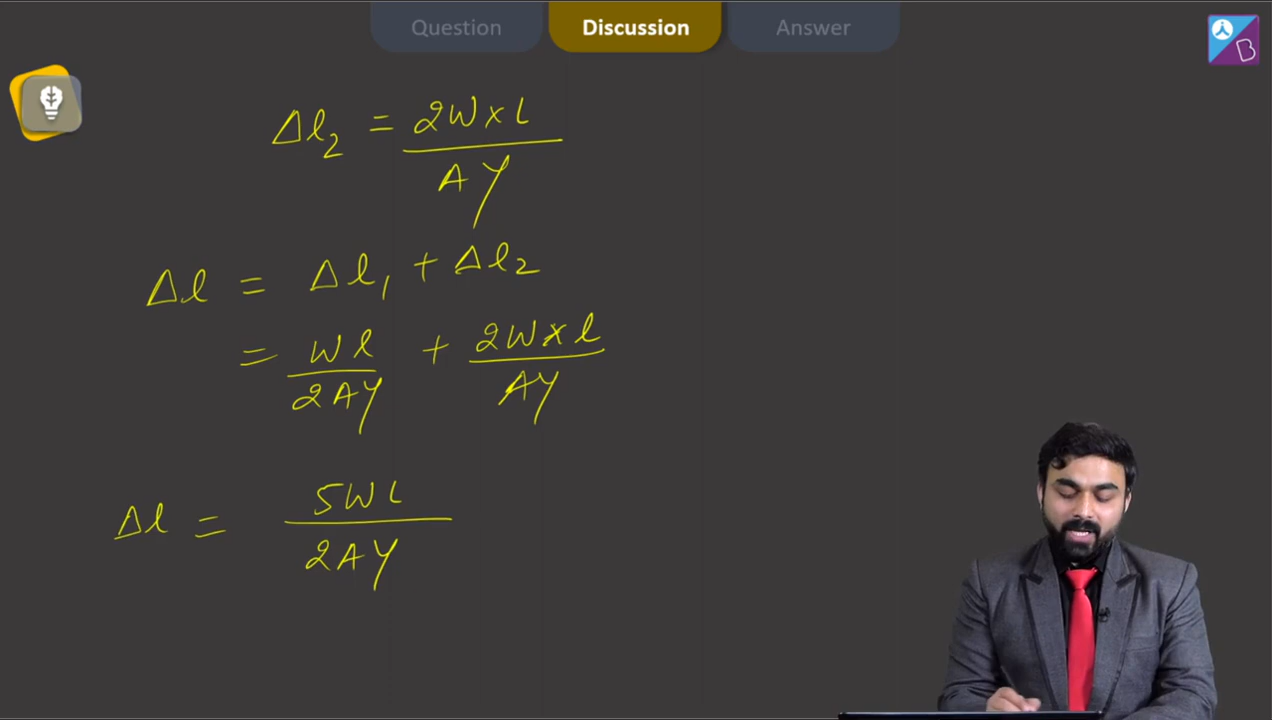 Question Discussion Answer
B
Δl₂ = 2W×L / AY
Δl = Δl₁ + Δl₂
= Wl / 2AY + 2W×l / AY
Δl = 5WL / 2AY